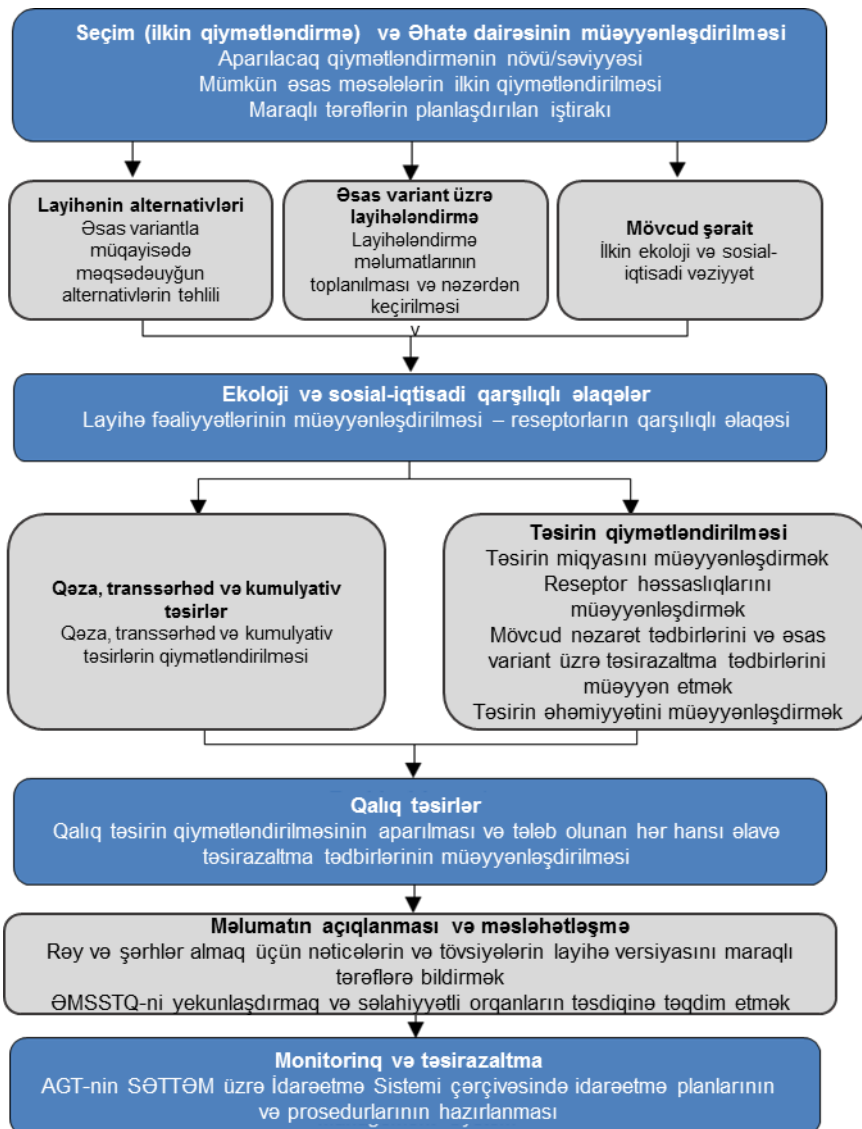 Seçim (ilkin qiymətləndirmə) və Əhatə dairəsinin müəyyənləşdirilməsi
Aparılacaq qiymətləndirmənin növü/səviyyəsi
Mümkün əsas məsələlərin ilkin qiymətləndirilməsi
Maraqlı tərəflərin planlaşdırılan iştirakı
Layihənin alternativləri
Əsas variantla
müqayisədə
məqsədəuyğun
alternativlərin təhlili
Əsas variant üzrə
layihələndirmə
Layihələndirmə
məlumatlarının
toplanılması və nəzərdən
keçirilməsi
v
Mövcud şərait
İlkin ekoloji və sosial-
iqtisadi vəziyyət
Ekoloji və sosial-iqtisadi qarşılıqlı əlaqələr
Layihə fəaliyyətlərinin müəyyənləşdirilməsi – reseptorların qarşılıqlı əlaqəsi
Qəza, transsərhəd və kumulyativ
təsirlər
Qəza, transsərhəd və kumulyativ
təsirlərin qiymətləndirilməsi
Təsirin qiymətləndirilməsi
Təsirin miqyasını müəyyənləşdirmək
Reseptor həssaslıqlarını
müəyyənləşdirmək
Mövcud nəzarət tədbirlərini və əsas
variant üzrə təsirazaltma tədbirlərini
müəyyən etmək
Təsirin əhəmiyyətini müəyyənləşdirmək
Qalıq təsirlər
Qalıq təsirin qiymətləndirilməsinin aparılması və tələb olunan hər hansı əlavə
təsirazaltma tədbirlərinin müəyyənləşdirilməsi
Məlumatın açıqlanması və məsləhətləşmə
Rəy və şərhlər almaq üçün nəticələrin və tövsiyələrin layihə versiyasını maraqlı
tərəflərə bildirmək
ƏMSSTQ-ni yekunlaşdırmaq və səlahiyyətli orqanların təsdiqinə təqdim etmək
Monitorinq və təsirazaltma
AGT-nin SƏTTƏM üzrə İdarəetmə Sistemi çərçivəsində idarəetmə planlarının
və prosedurlarının hazırlanması